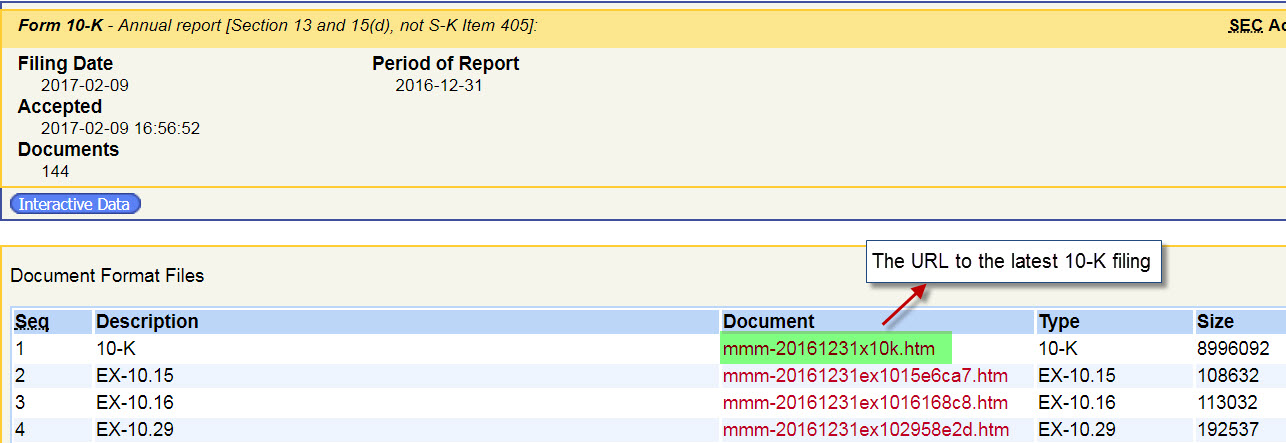 Form 10-K - Annual report [Section 13 and 15(d), not S-K Item 405]: SEC Ac
Filing Date Period of Report
2017-02-09 2016-12-31
Accepted
2017-02-09 16:56:52
Documents
144
Interactive Data
The URL to the latest 10-K filing
Document Format Files
Seq Description Document Type Size
1 10-K mmm-20161231x10k.htm 10-K 8996092
2 EX-10.15 mmm-20161231ex1015e6ca7.htm EX-10.15 108632
3 EX-10.16 mmm-20161231ex1016168c8.htm EX-10.16 113032
4 EX-10.29 mmm-20161231ex102958e2d.htm EX-10.29 192537